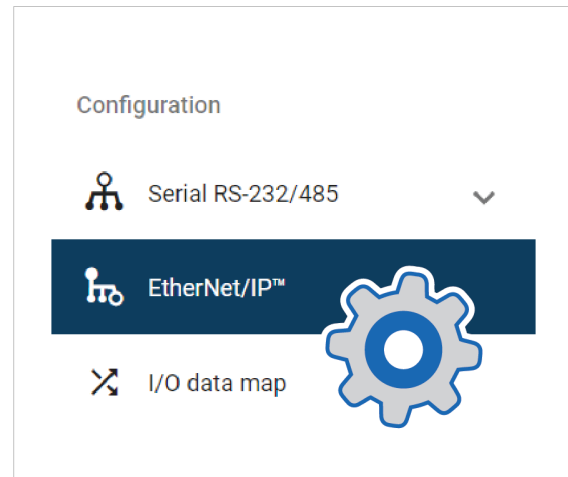 Configuration
Serial RS-232/485
EtherNet/IP™
I/O data map